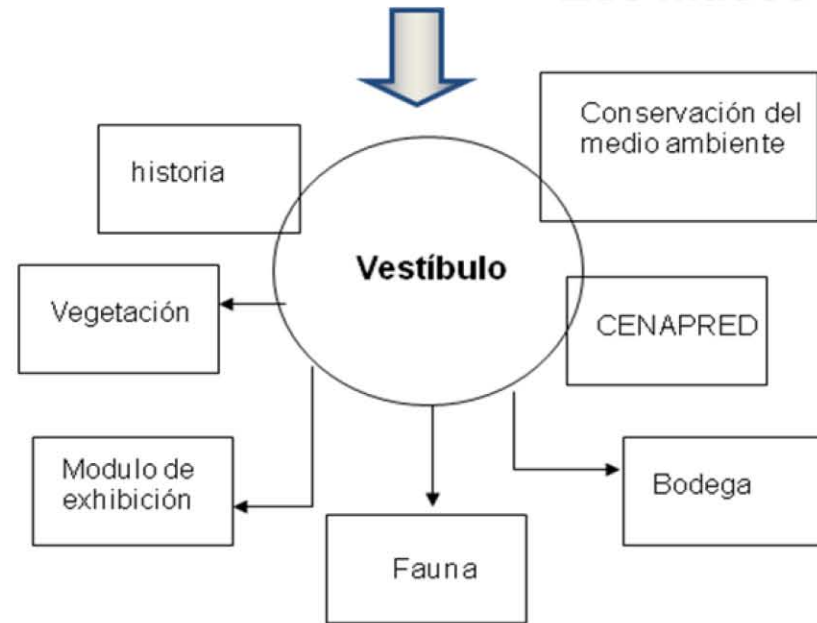 Conservación del
medio ambiente
historia
Vestíbulo
Vegetación
CENAPRED
Modulo de
exhibición
Bodega
Fauna